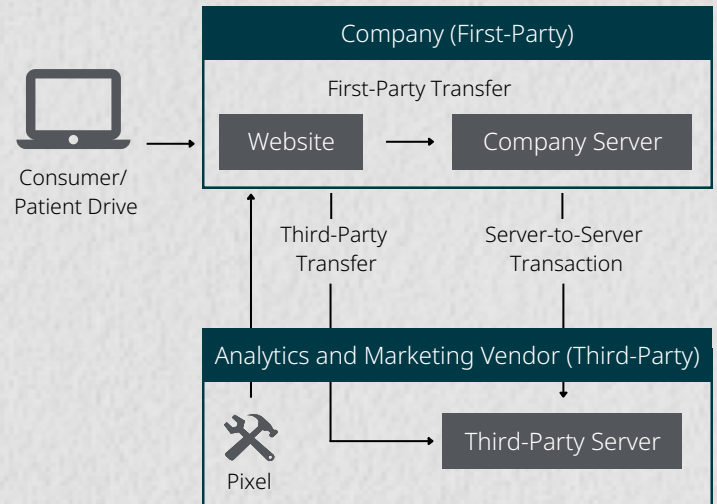 Company (First-Party)
First-Party Transfer
Website
Company Server
Consumer/
Patient Drive
Third-Party
Transfer
Server-to-Server
Transaction
Analytics and Marketing Vendor (Third-Party)
Third-Party Server
Pixel